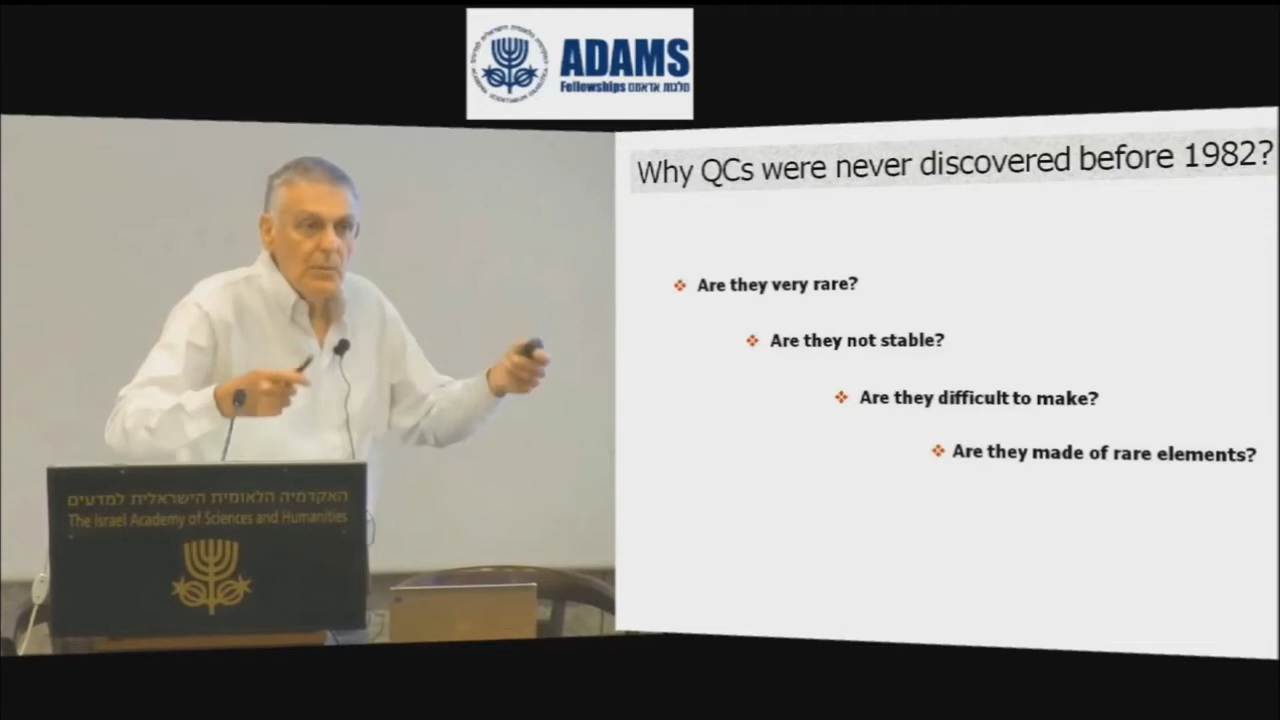 ADAMS
Fellowships מלגות אדאמס
Why QCs were never discovered before 1982?
Are they very rare?
Are they not stable?
Are they difficult to make?
Are they made of rare elements?
האקדמיה הלאומית הישראלית למדעים
The Israel Academy of Sciences and Humanities